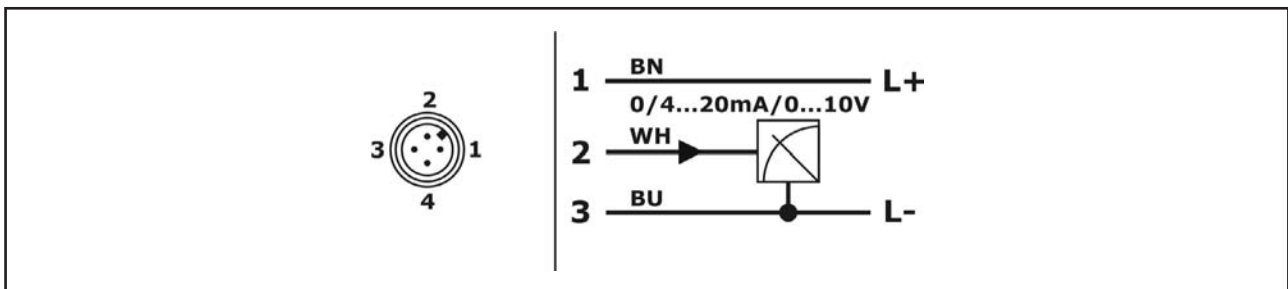 2
3 1
4
1 BN L+
0/4...20mA/0...10V
2 WH
3 BU L-